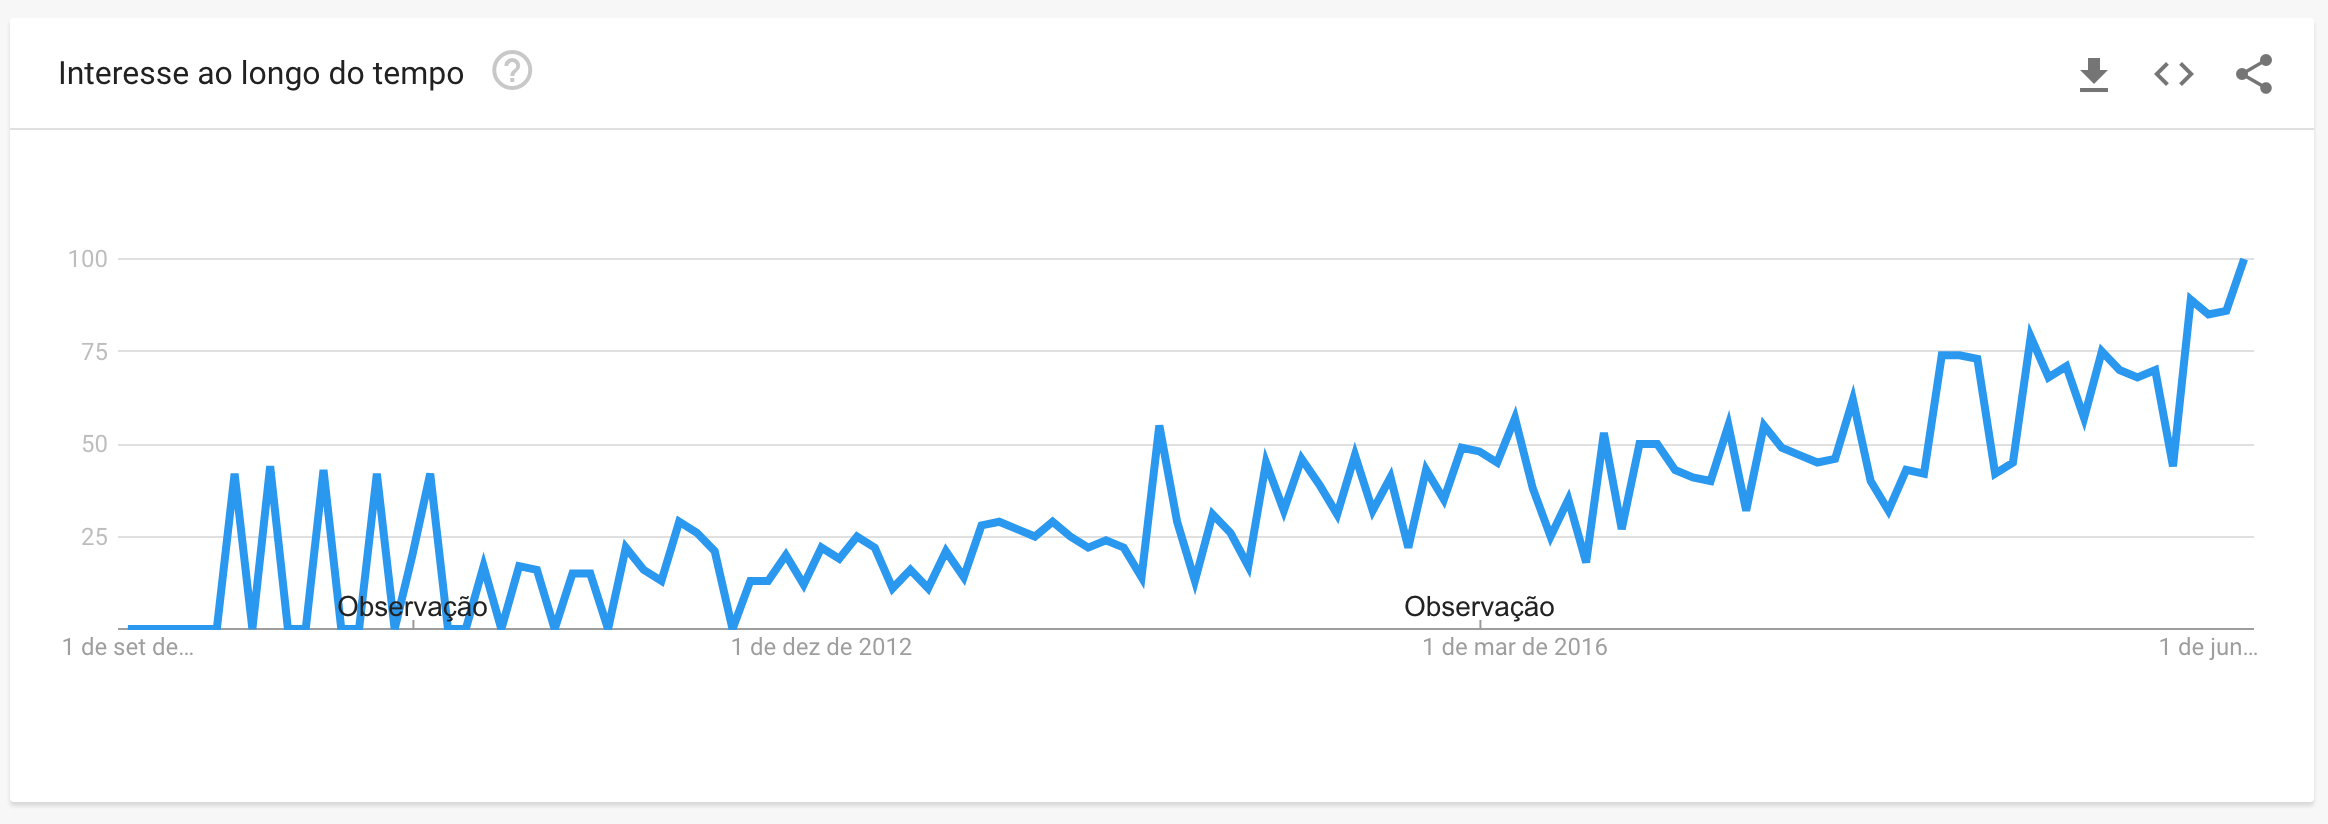 Interesse ao longo do tempo
100
75
50
25
Observação
Observação
1 de set de...
1 de dez de 2012
1 de mar de 2016
1 de jun...